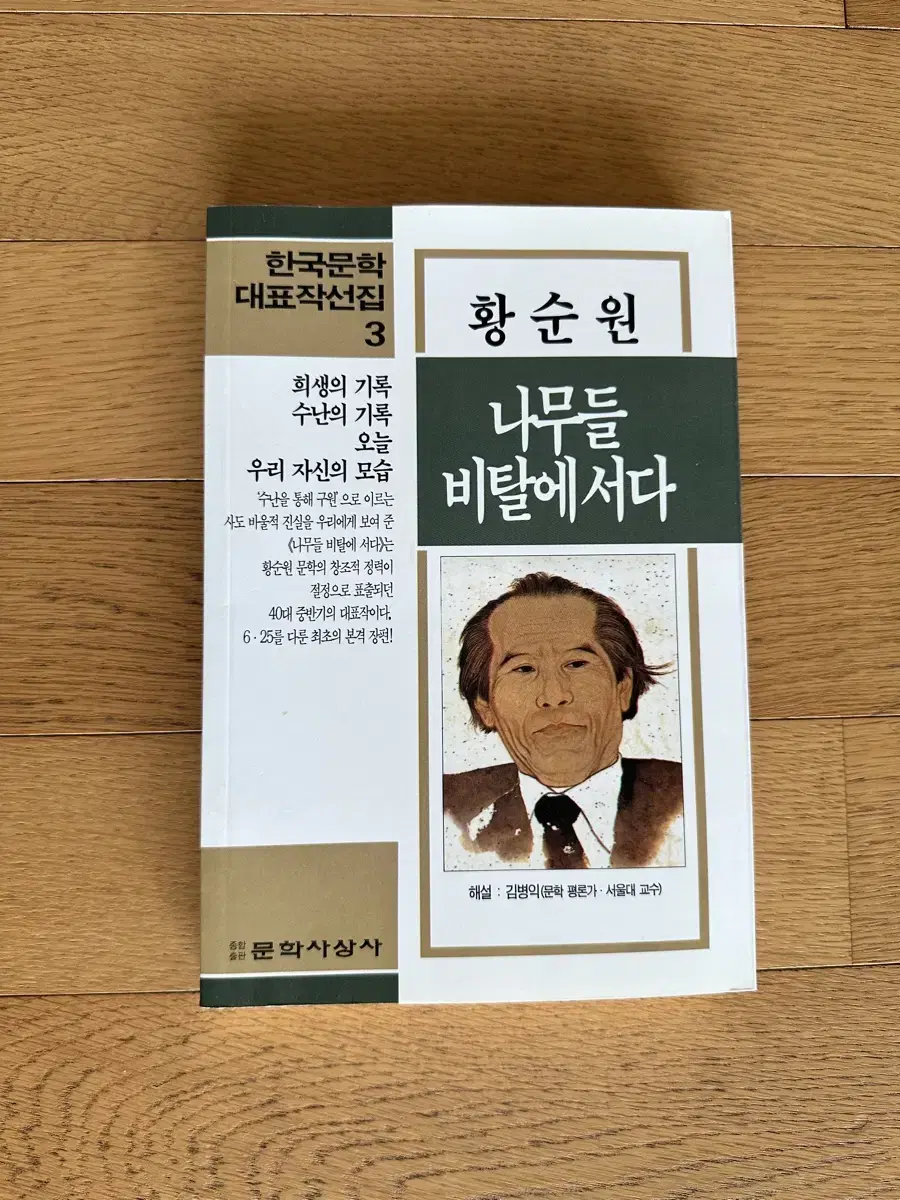 한국문학
대표작선집
3
희생의 기록
수난의 기록
오늘
우리 자신의 모습
'수난을 통해 구원'으로 이르는
사도 바울적 진실을 우리에게 보여 준
《나무들 비탈에 서다》는
황순원 문학의 창조적 정력이
절정으로 표출되던
40대 중반기의 대표작이다.
6·25를 다룬 최초의 본격 장편!
종합
출판
문학사상사
황순원
나무들
비탈에 서다
해설 : 김병익(문학 평론가·서울대 교수)